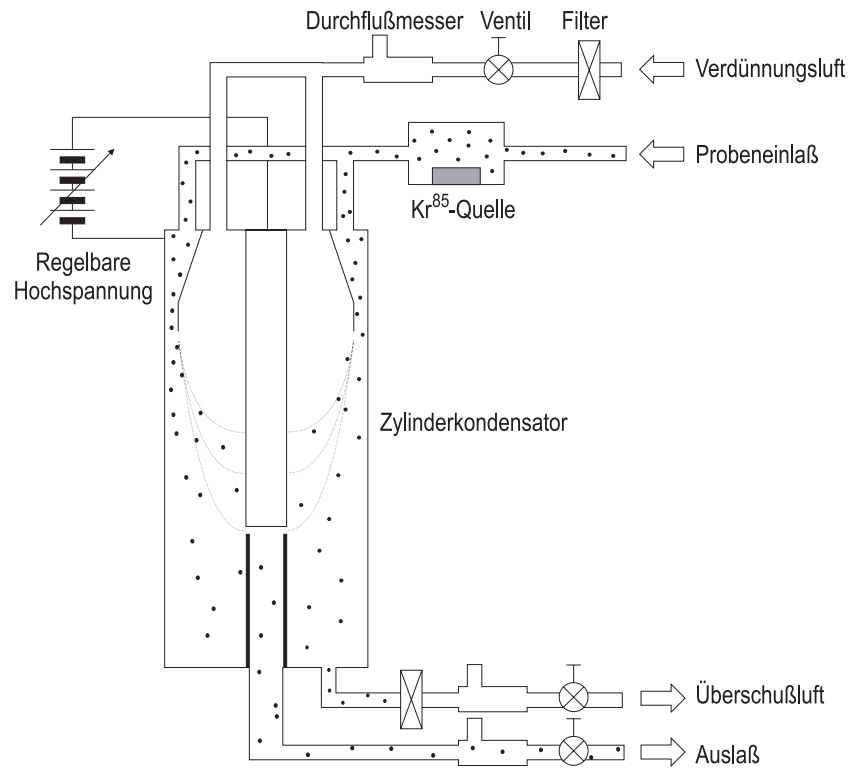 Durchflußmesser Ventil Filter
Verdünnungsluft
Probeneinlaß
Kr⁸⁵-Quelle
Regelbare
Hochspannung
Zylinderkondensator
Überschußluft
Auslaß